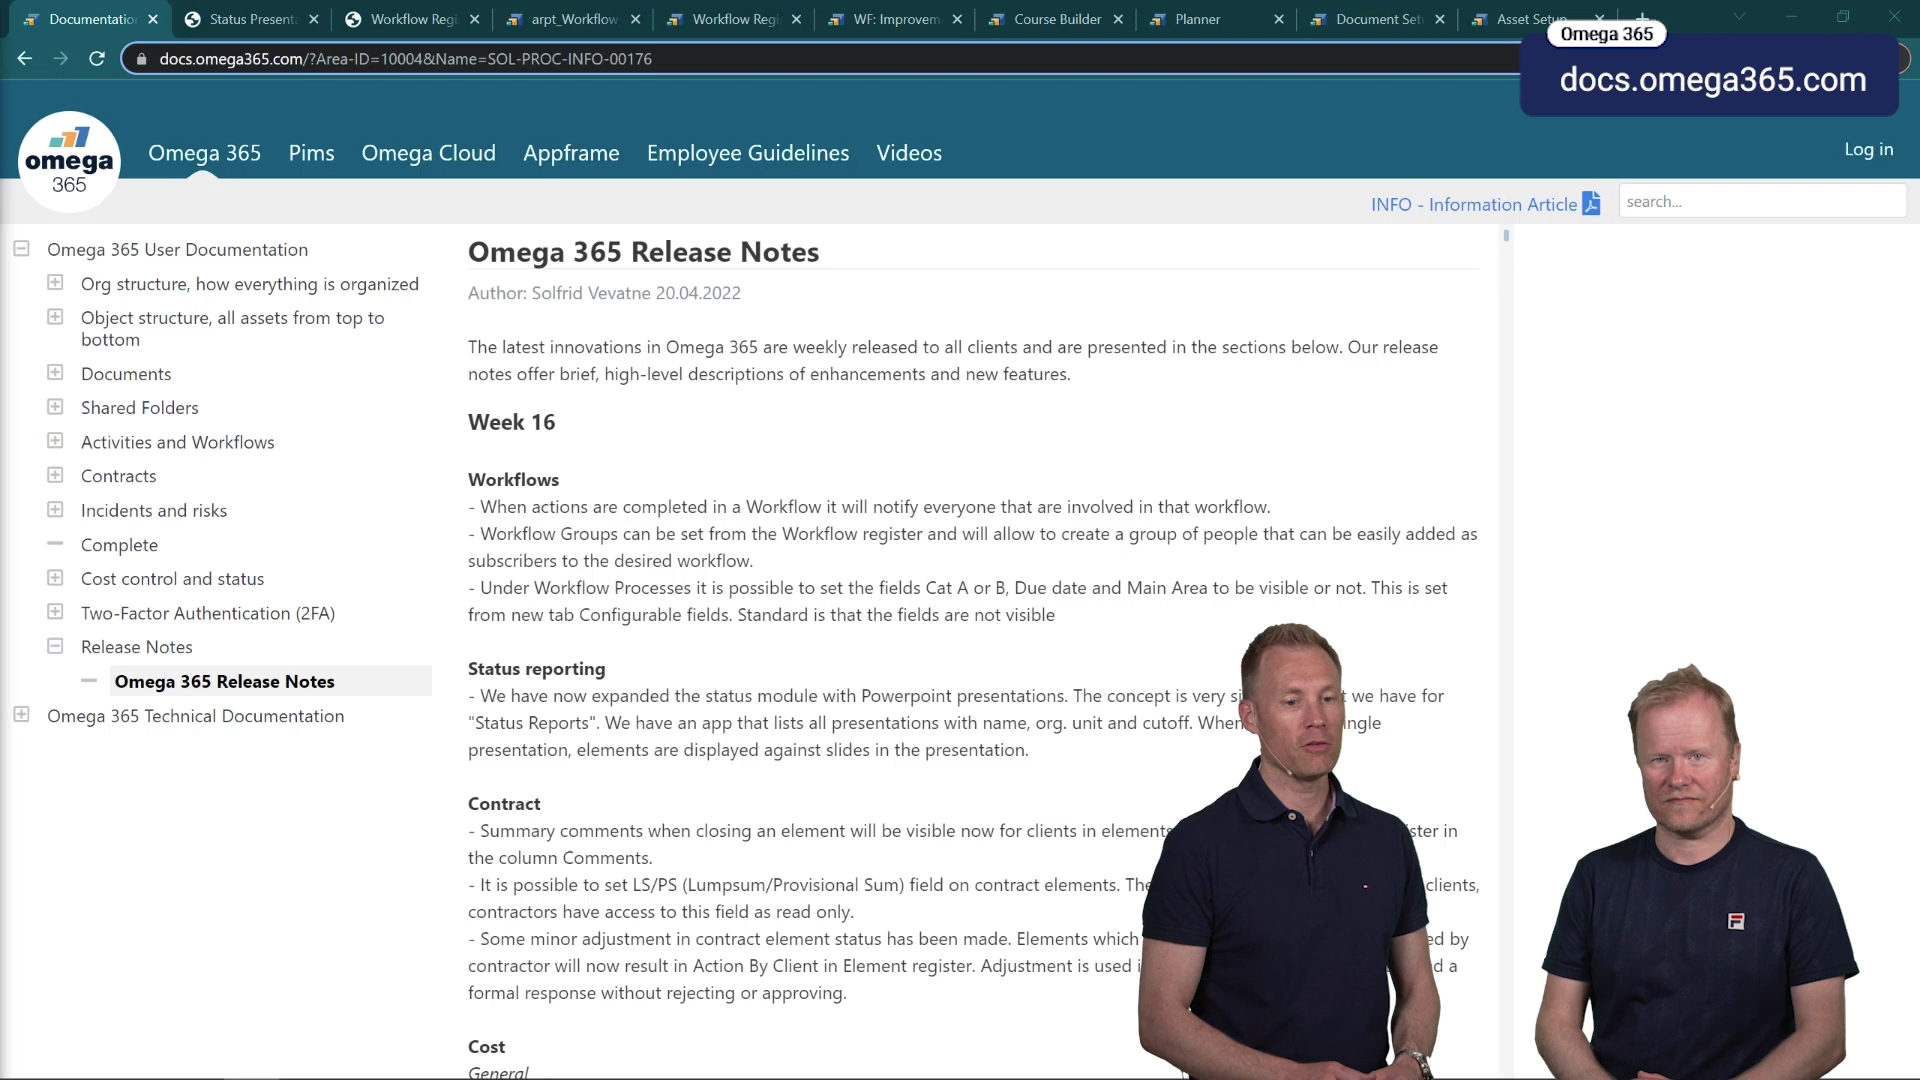 Documentation
Status Present
Workflow Regi
arpt_Workflow
Workflow Regi
WF: Improvem
Course Builder
Planner
Document Set
Asset Setup
docs.omega365.com/?Area-ID=10004&Name=SOL-PROC-INFO-00176
Omega 365
docs.omega365.com
omega
365
Omega 365
Pims
Omega Cloud
Appframe
Employee Guidelines
Videos
Log in
INFO - Information Article
search...
Omega 365 User Documentation
Org structure, how everything is organized
Object structure, all assets from top to
bottom
Documents
Shared Folders
Activities and Workflows
Contracts
Incidents and risks
Complete
Cost control and status
Two-Factor Authentication (2FA)
Release Notes
Omega 365 Release Notes
Omega 365 Technical Documentation
Omega 365 Release Notes
Author: Solfrid Vevatne 20.04.2022
The latest innovations in Omega 365 are weekly released to all clients and are presented in the sections below. Our release
notes offer brief, high-level descriptions of enhancements and new features.
Week 16
Workflows
- When actions are completed in a Workflow it will notify everyone that are involved in that workflow.
- Workflow Groups can be set from the Workflow register and will allow to create a group of people that can be easily added as
subscribers to the desired workflow.
- Under Workflow Processes it is possible to set the fields Cat A or B, Due date and Main Area to be visible or not. This is set
from new tab Configurable fields. Standard is that the fields are not visible
Status reporting
- We have now expanded the status module with Powerpoint presentations. The concept is very si we have for
"Status Reports". We have an app that lists all presentations with name, org. unit and cutoff. When ingle
presentation, elements are displayed against slides in the presentation.
Contract
- Summary comments when closing an element will be visible now for clients in elements ister in
the column Comments.
- It is possible to set LS/PS (Lumpsum/Provisional Sum) field on contract elements. The clients,
contractors have access to this field as read only.
- Some minor adjustment in contract element status has been made. Elements which ed by
contractor will now result in Action By Client in Element register. Adjustment is used i d a
formal response without rejecting or approving.
Cost
General